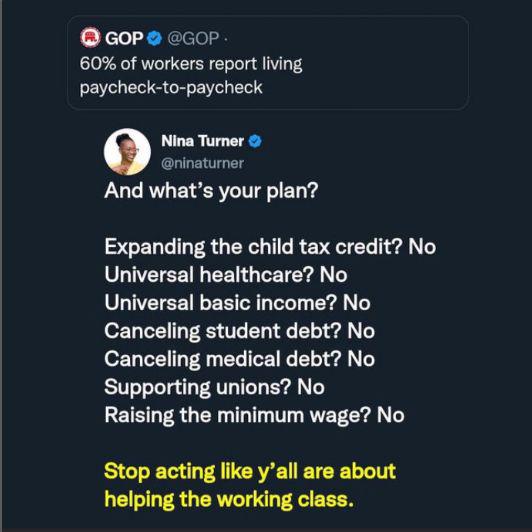 GOP @GOP ·
60% of workers report living
paycheck-to-paycheck
Nina Turner
@ninaturner
And what's your plan?
Expanding the child tax credit? No
Universal healthcare? No
Universal basic income? No
Canceling student debt? No
Canceling medical debt? No
Supporting unions? No
Raising the minimum wage? No
Stop acting like y'all are about
helping the working class.